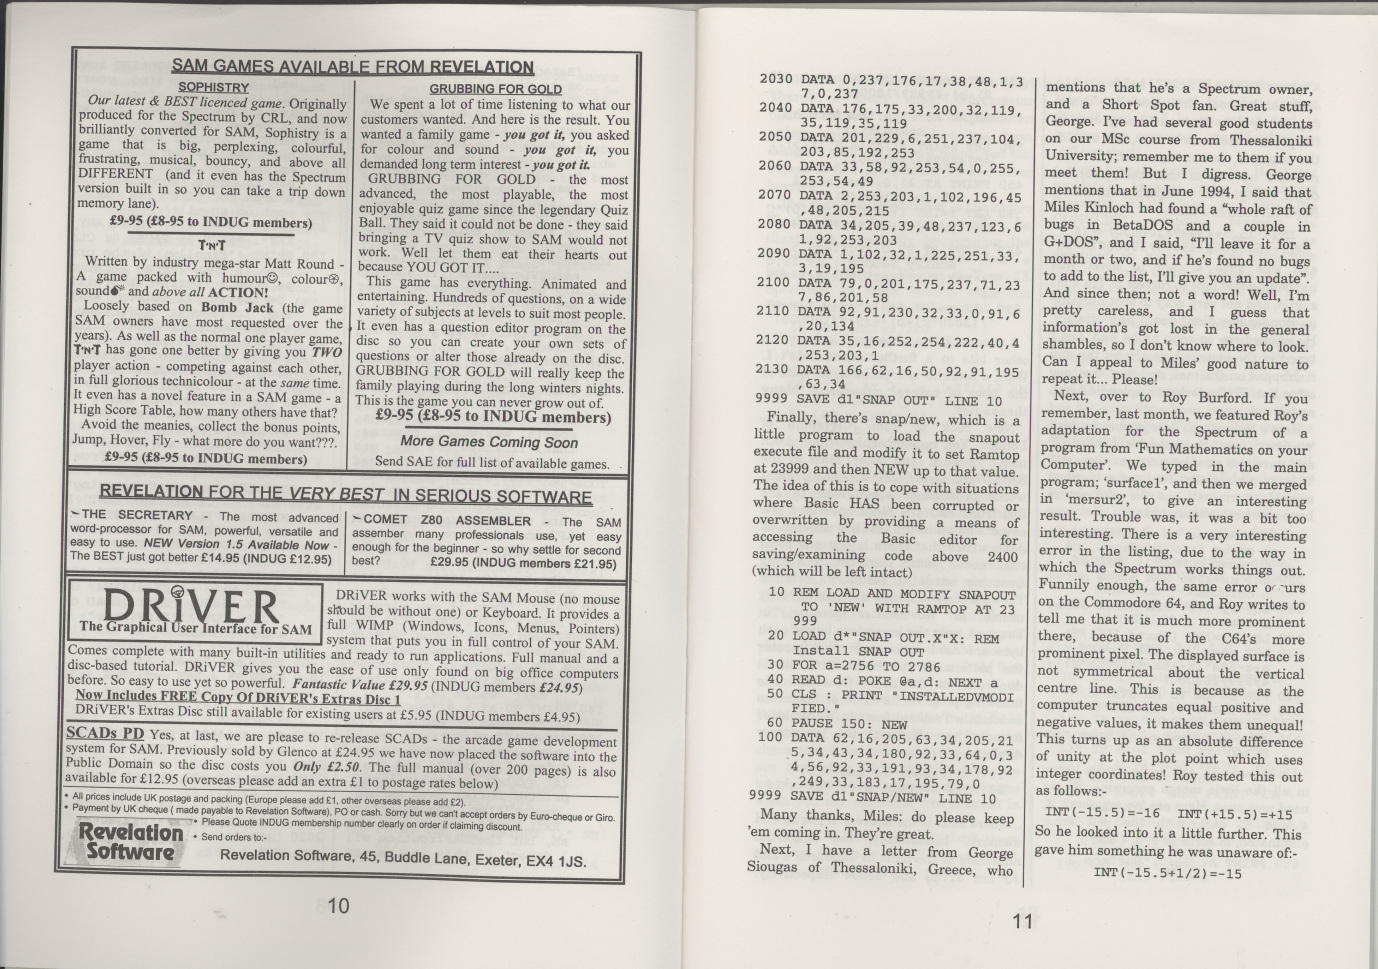 SAM GAMES AVAILABLE FROM REVELATION
SOPHISTRY
Our latest & BEST licenced game. Originally
produced for the Spectrum by CRL, and now
brilliantly converted for SAM, Sophistry is a
game that is big, perplexing, colourful,
frustrating, musical, bouncy, and above all
DIFFERENT (and it even has the Spectrum
version built in so you can take a trip down
memory lane).
£9-95 (£8-95 to INDUG members)
T'N'T
Written by industry mega-star Matt Round -
A game packed with humour☺, colour,
sound and above all ACTION!
Loosely based on Bomb Jack (the game
SAM owners have most requested over the
years). As well as the normal one player game,
T'N'T has gone one better by giving you TWO
player action - competing against each other,
in full glorious technicolour - at the same time.
It even has a novel feature in a SAM game - a
High Score Table, how many others have that?
Avoid the meanies, collect the bonus points,
Jump, Hover, Fly - what more do you want???.
£9-95 (£8-95 to INDUG members)
GRUBBING FOR GOLD
We spent a lot of time listening to what our
customers wanted. And here is the result. You
wanted a family game - you got it, you asked
for colour and sound - you got it, you
demanded long term interest - you got it.
GRUBBING FOR GOLD - the most
advanced, the most playable, the most
enjoyable quiz game since the legendary Quiz
Ball. They said it could not be done - they said
bringing a TV quiz show to SAM would not
work. Well let them eat their hearts out
because YOU GOT IT....
This game has everything. Animated and
entertaining. Hundreds of questions, on a wide
variety of subjects at levels to suit most people.
It even has a question editor program on the
disc so you can create your own sets of
questions or alter those already on the disc.
GRUBBING FOR GOLD will really keep the
family playing during the long winters nights.
This is the game you can never grow out of.
£9-95 (£8-95 to INDUG members)
More Games Coming Soon
Send SAE for full list of available games.
REVELATION FOR THE VERY BEST IN SERIOUS SOFTWARE
THE SECRETARY - The most advanced
word-processor for SAM, powerful, versatile and
easy to use. NEW Version 1.5 Available Now -
The BEST just got better £14.95 (INDUG £12.95)
COMET Z80 ASSEMBLER - The SAM
assember many professionals use, yet easy
enough for the beginner - so why settle for second
best? £29.95 (INDUG members £21.95)
DRiVER
The Graphical User Interface for SAM
DRiVER works with the SAM Mouse (no mouse
should be without one) or Keyboard. It provides a
full WIMP (Windows, Icons, Menus, Pointers)
system that puts you in full control of your SAM.
Comes complete with many built-in utilities and ready to run applications. Full manual and a
disc-based tutorial. DRiVER gives you the ease of use only found on big office computers
before. So easy to use yet so powerful. Fantastic Value £29.95 (INDUG members £24.95)
Now Includes FREE Copy Of DRiVER's Extras Disc 1
DRiVER's Extras Disc still available for existing users at £5.95 (INDUG members £4.95)
SCADs PD Yes, at last, we are please to re-release SCADs - the arcade game development
system for SAM. Previously sold by Glenco at £24.95 we have now placed the software into the
Public Domain so the disc costs you Only £2.50. The full manual (over 200 pages) is also
available for £12.95 (overseas please add an extra £1 to postage rates below)
• All prices include UK postage and packing (Europe please add £1, other overseas please add £2).
• Payment by UK cheque ( made payable to Revelation Software), PO or cash. Sorry but we can't accept orders by Euro-cheque or Giro.
• Please Quote INDUG membership number clearly on order if claiming discount.
• Send orders to:-
Revelation
Software
Revelation Software, 45, Buddle Lane, Exeter, EX4 1JS.
10
2030 DATA 0,237,176,17,38,48,1,3
7,0,237
2040 DATA 176,175,33,200,32,119,
35,119,35,119
2050 DATA 201,229,6,251,237,104,
203,85,192,253
2060 DATA 33,58,92,253,54,0,255,
253,54,49
2070 DATA 2,253,203,1,102,196,45
,48,205,215
2080 DATA 34,205,39,48,237,123,6
1,92,253,203
2090 DATA 1,102,32,1,225,251,33,
3,19,195
2100 DATA 79,0,201,175,237,71,23
7,86,201,58
2110 DATA 92,91,230,32,33,0,91,6
,20,134
2120 DATA 35,16,252,254,222,40,4
,253,203,1
2130 DATA 166,62,16,50,92,91,195
,63,34
9999 SAVE d1"SNAP OUT" LINE 10
Finally, there's snap/new, which is a
little program to load the snapout
execute file and modify it to set Ramtop
at 23999 and then NEW up to that value.
The idea of this is to cope with situations
where Basic HAS been corrupted or
overwritten by providing a means of
accessing the Basic editor for
saving/examining code above 2400
(which will be left intact)
10 REM LOAD AND MODIFY SNAPOUT
TO 'NEW' WITH RAMTOP AT 23
999
20 LOAD d*"SNAP OUT.X"X: REM
Install SNAP OUT
30 FOR a=2756 TO 2786
40 READ d: POKE @a,d: NEXT a
50 CLS : PRINT "INSTALLEDVMODI
FIED."
60 PAUSE 150: NEW
100 DATA 62,16,205,63,34,205,21
5,34,43,34,180,92,33,64,0,3
4,56,92,33,191,93,34,178,92
,249,33,183,17,195,79,0
9999 SAVE d1"SNAP/NEW" LINE 10
Many thanks, Miles: do please keep
'em coming in. They're great.
Next, I have a letter from George
Siougas of Thessaloniki, Greece, who
mentions that he's a Spectrum owner,
and a Short Spot fan. Great stuff,
George. I've had several good students
on our MSc course from Thessaloniki
University; remember me to them if you
meet them! But I digress. George
mentions that in June 1994, I said that
Miles Kinloch had found a "whole raft of
bugs in BetaDOS and a couple in
G+DOS", and I said, "I'll leave it for a
month or two, and if he's found no bugs
to add to the list, I'll give you an update".
And since then; not a word! Well, I'm
pretty careless, and I guess that
information's got lost in the general
shambles, so I don't know where to look.
Can I appeal to Miles' good nature to
repeat it... Please!
Next, over to Roy Burford. If you
remember, last month, we featured Roy's
adaptation for the Spectrum of a
program from 'Fun Mathematics on your
Computer'. We typed in the main
program; 'surface1', and then we merged
in 'mersur2', to give an interesting
result. Trouble was, it was a bit too
interesting. There is a very interesting
error in the listing, due to the way in
which the Spectrum works things out.
Funnily enough, the same error occurs
on the Commodore 64, and Roy writes to
tell me that it is much more prominent
there, because of the C64's more
prominent pixel. The displayed surface is
not symmetrical about the vertical
centre line. This is because as the
computer truncates equal positive and
negative values, it makes them unequal!
This turns up as an absolute difference
of unity at the plot point which uses
integer coordinates! Roy tested this out
as follows:-
INT(-15.5)=-16 INT(+15.5)=+15
So he looked into it a little further. This
gave him something he was unaware of:-
INT(-15.5+1/2)=-15
11